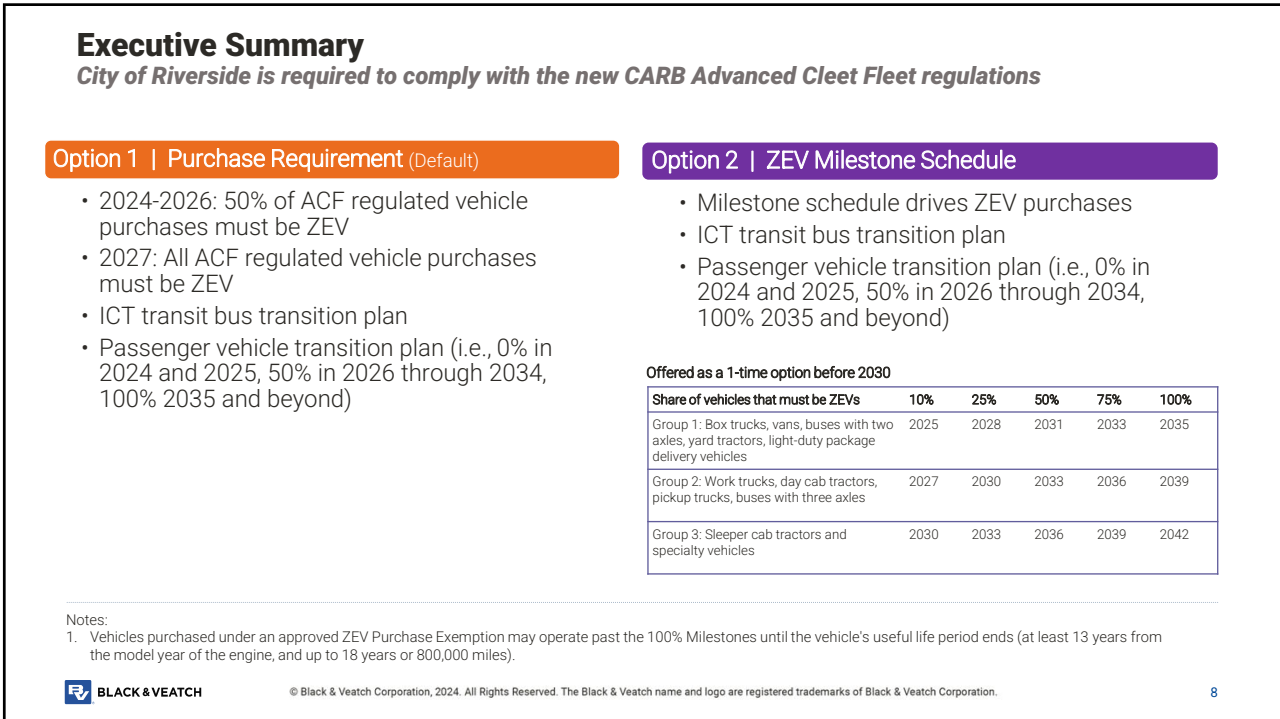 Executive Summary
City of Riverside is required to comply with the new CARB Advanced Cleet Fleet regulations
Option 1 | Purchase Requirement (Default)
• 2024-2026: 50% of ACF regulated vehicle
purchases must be ZEV
• 2027: All ACF regulated vehicle purchases
must be ZEV
• ICT transit bus transition plan
• Passenger vehicle transition plan (i.e., 0% in
2024 and 2025, 50% in 2026 through 2034,
100% 2035 and beyond)
Option 2 | ZEV Milestone Schedule
• Milestone schedule drives ZEV purchases
• ICT transit bus transition plan
• Passenger vehicle transition plan (i.e., 0% in
2024 and 2025, 50% in 2026 through 2034,
100% 2035 and beyond)
Offered as a 1-time option before 2030
Share of vehicles that must be ZEVs 10% 25% 50% 75% 100%
Group 1: Box trucks, vans, buses with two 2025 2028 2031 2033 2035
axles, yard tractors, light-duty package
delivery vehicles
Group 2: Work trucks, day cab tractors, 2027 2030 2033 2036 2039
pickup trucks, buses with three axles
Group 3: Sleeper cab tractors and 2030 2033 2036 2039 2042
specialty vehicles
Notes:
1. Vehicles purchased under an approved ZEV Purchase Exemption may operate past the 100% Milestones until the vehicle's useful life period ends (at least 13 years from
the model year of the engine, and up to 18 years or 800,000 miles).
BV BLACK & VEATCH
© Black & Veatch Corporation, 2024. All Rights Reserved. The Black & Veatch name and logo are registered trademarks of Black & Veatch Corporation.
8